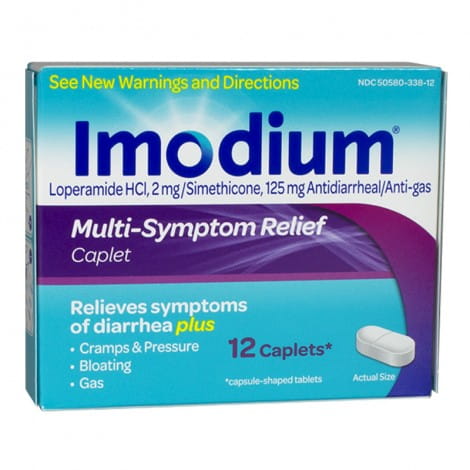 See New Warnings and Directions
NDC 50580-338-12
Imodium®
Loperamide HCl, 2 mg/Simethicone, 125 mg Antidiarrheal/Anti-gas
Multi-Symptom Relief
Caplet
Relieves symptoms
of diarrhea plus
• Cramps & Pressure
• Bloating
• Gas
12 Caplets*
*capsule-shaped tablets
Actual Size